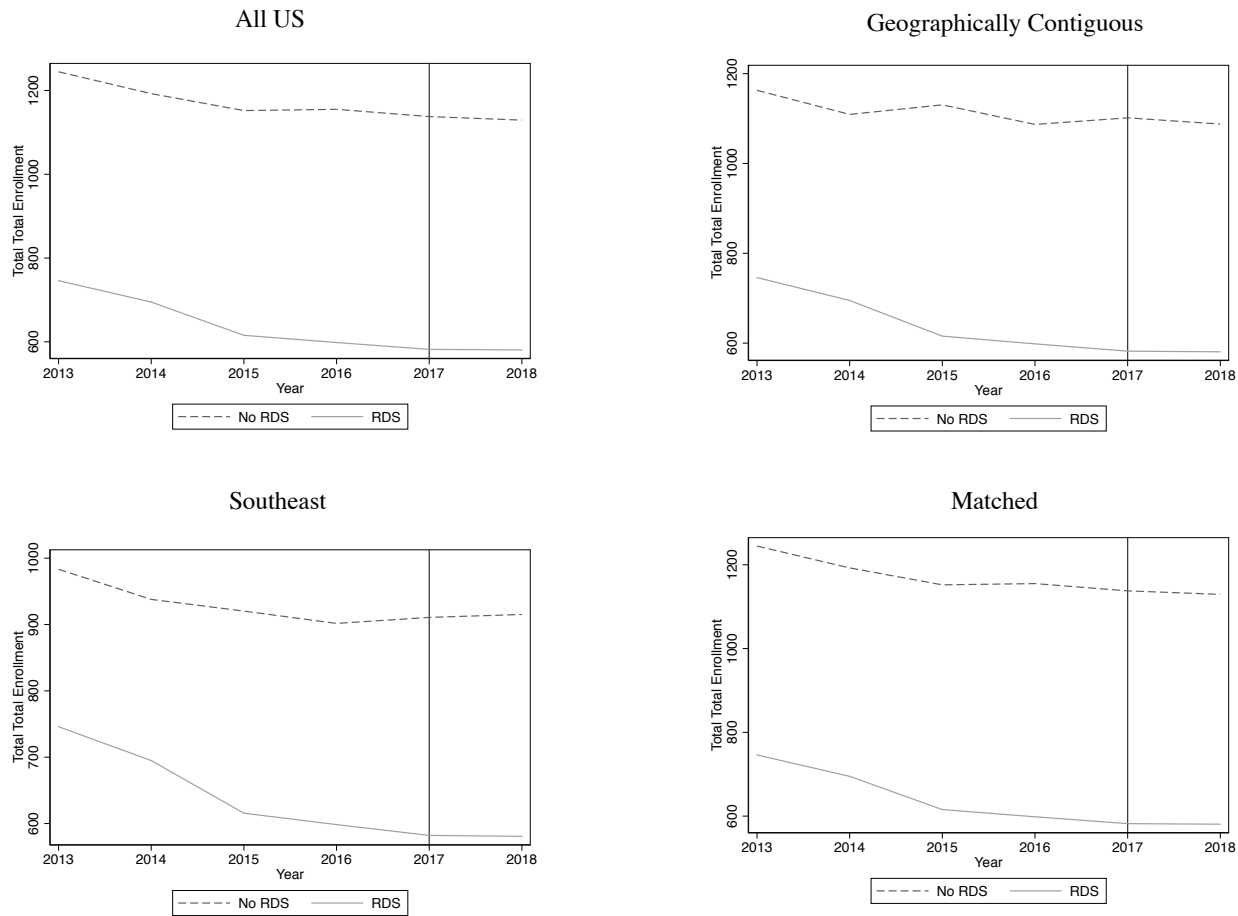 All US
Total Total Enrollment
1200
1000
800
600
2013 2014 2015 2016 2017 2018
Year
No RDS RDS
Geographically Contiguous
Total Total Enrollment
1200
1000
800
600
2013 2014 2015 2016 2017 2018
Year
No RDS RDS
Southeast
Total Total Enrollment
1000
900
800
700
600
2013 2014 2015 2016 2017 2018
Year
No RDS RDS
Matched
Total Total Enrollment
1200
1000
800
600
2013 2014 2015 2016 2017 2018
Year
No RDS RDS